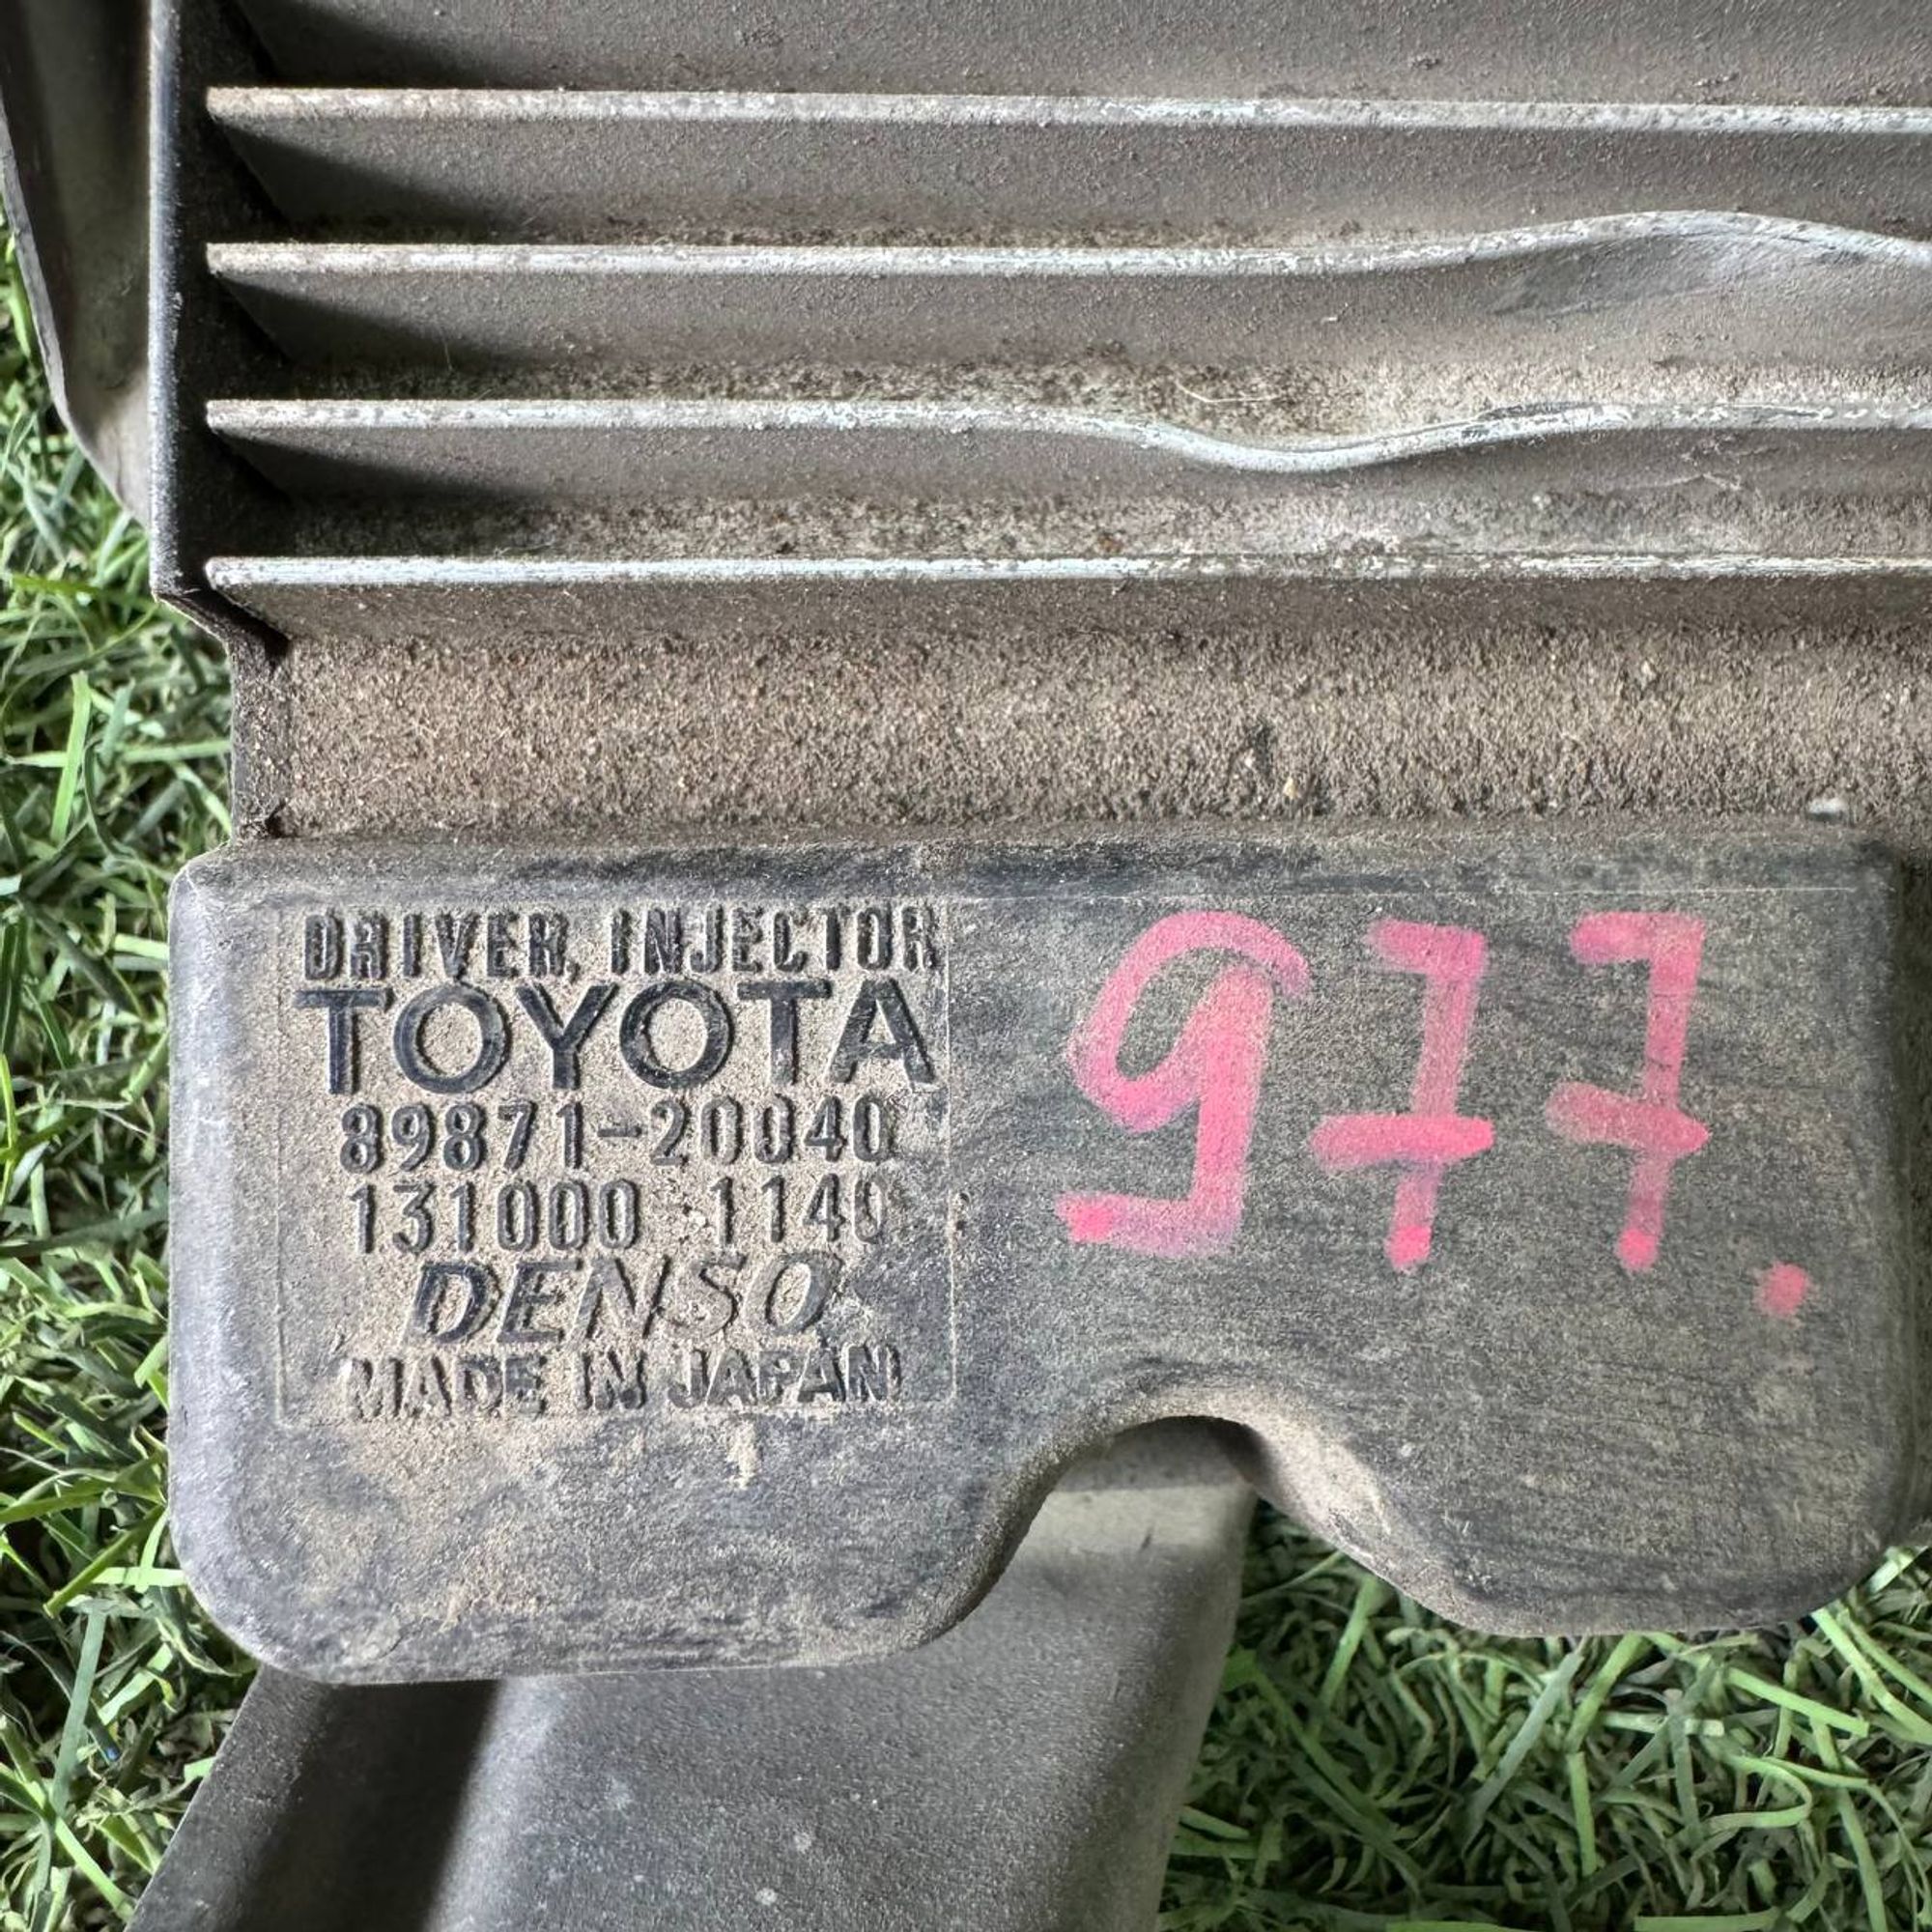 DRIVER, INJECTOR
TOYOTA
89871-20040
131000 1140
DENSO
MADE IN JAPAN
977.